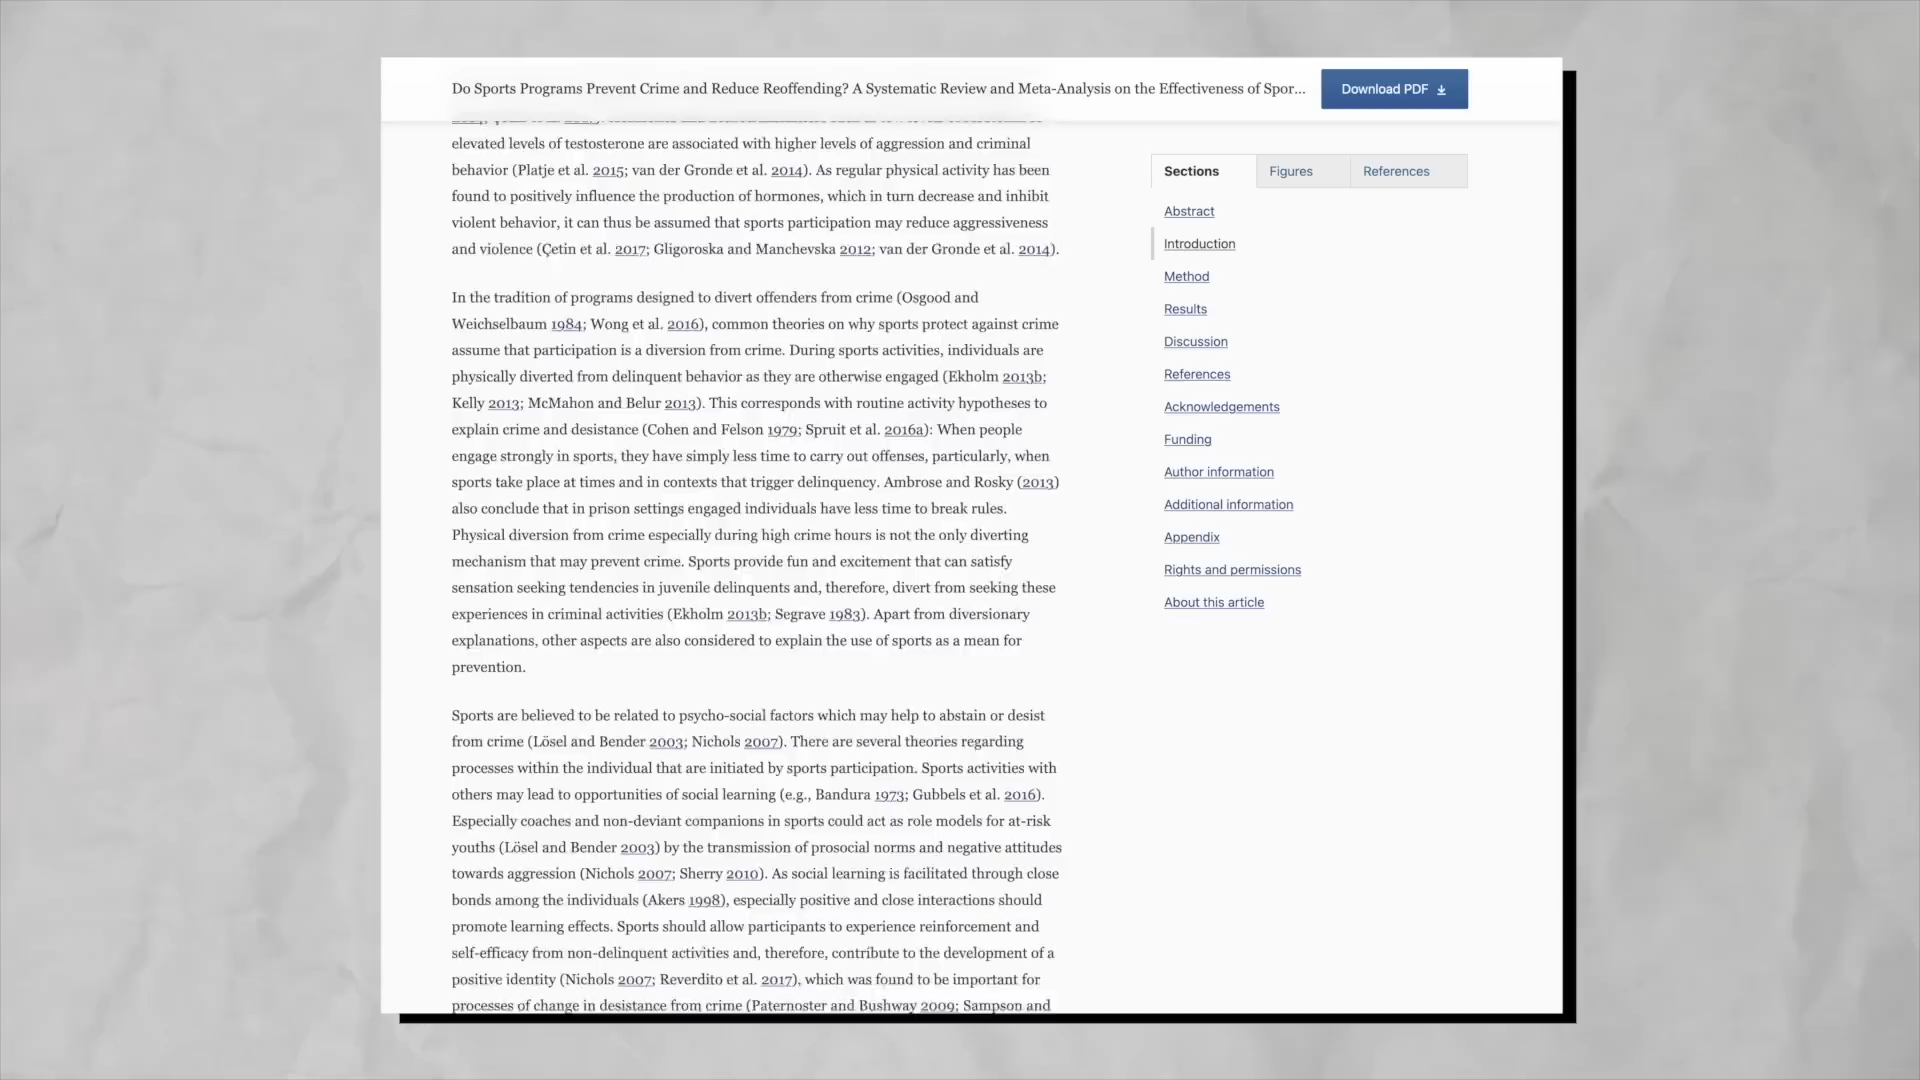 Do Sports Programs Prevent Crime and Reduce Reoffending? A Systematic Review and Meta-Analysis on the Effectiveness of Spor...
Download PDF
elevated levels of testosterone are associated with higher levels of aggression and criminal
behavior (Platje et al. 2015; van der Gronde et al. 2014). As regular physical activity has been
found to positively influence the production of hormones, which in turn decrease and inhibit
violent behavior, it can thus be assumed that sports participation may reduce aggressiveness
and violence (Çetin et al. 2017; Gligoroska and Manchevska 2012; van der Gronde et al. 2014).
In the tradition of programs designed to divert offenders from crime (Osgood and
Weichselbaum 1984; Wong et al. 2016), common theories on why sports protect against crime
assume that participation is a diversion from crime. During sports activities, individuals are
physically diverted from delinquent behavior as they are otherwise engaged (Ekholm 2013b;
Kelly 2013; McMahon and Belur 2013). This corresponds with routine activity hypotheses to
explain crime and desistance (Cohen and Felson 1979; Spruit et al. 2016a): When people
engage strongly in sports, they have simply less time to carry out offenses, particularly, when
sports take place at times and in contexts that trigger delinquency. Ambrose and Rosky (2013)
also conclude that in prison settings engaged individuals have less time to break rules.
Physical diversion from crime especially during high crime hours is not the only diverting
mechanism that may prevent crime. Sports provide fun and excitement that can satisfy
sensation seeking tendencies in juvenile delinquents and, therefore, divert from seeking these
experiences in criminal activities (Ekholm 2013b; Segrave 1983). Apart from diversionary
explanations, other aspects are also considered to explain the use of sports as a mean for
prevention.
Sports are believed to be related to psycho-social factors which may help to abstain or desist
from crime (Lösel and Bender 2003; Nichols 2007). There are several theories regarding
processes within the individual that are initiated by sports participation. Sports activities with
others may lead to opportunities of social learning (e.g., Bandura 1973; Gubbels et al. 2016).
Especially coaches and non-deviant companions in sports could act as role models for at-risk
youths (Lösel and Bender 2003) by the transmission of prosocial norms and negative attitudes
towards aggression (Nichols 2007; Sherry 2010). As social learning is facilitated through close
bonds among the individuals (Akers 1998), especially positive and close interactions should
promote learning effects. Sports should allow participants to experience reinforcement and
self-efficacy from non-delinquent activities and, therefore, contribute to the development of a
positive identity (Nichols 2007; Reverdito et al. 2017), which was found to be important for
processes of change in desistance from crime (Paternoster and Bushway 2009; Sampson and
Sections
Figures
References
Abstract
Introduction
Method
Results
Discussion
References
Acknowledgements
Funding
Author information
Additional information
Appendix
Rights and permissions
About this article